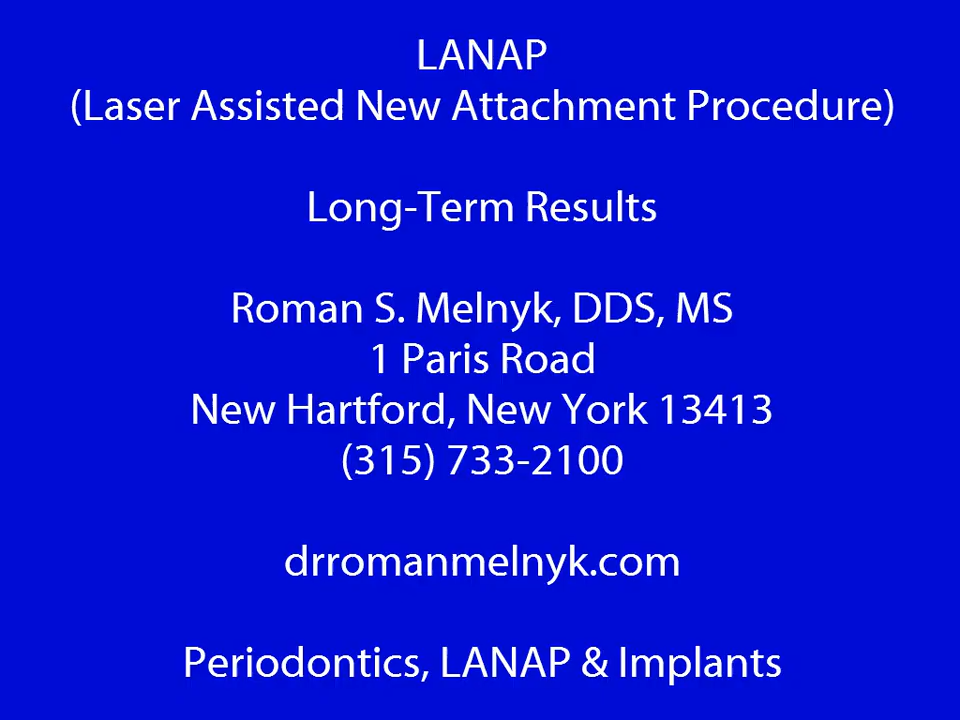 LANAP
(Laser Assisted New Attachment Procedure)
Long-Term Results
Roman S. Melnyk, DDS, MS
1 Paris Road
New Hartford, New York 13413
(315) 733-2100
drromanmelnyk.com
Periodontics, LANAP & Implants